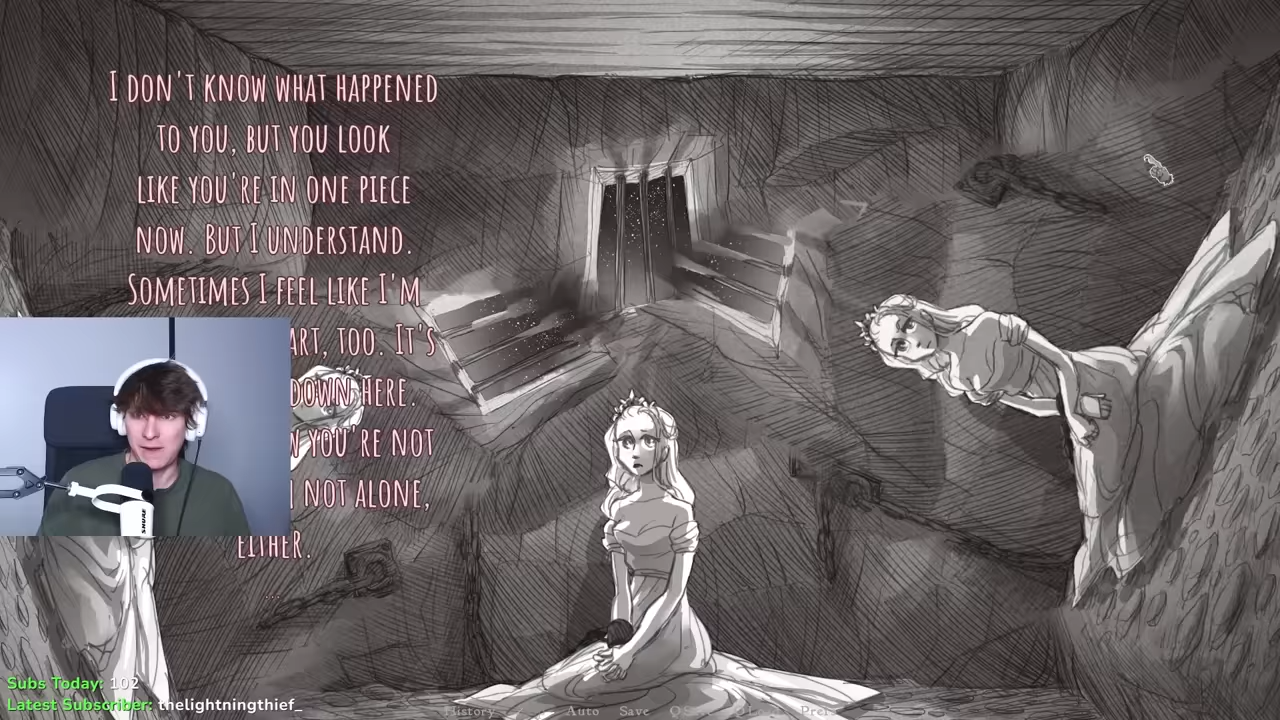 I DON'T KNOW WHAT HAPPENED
TO YOU, BUT YOU LOOK
LIKE YOU'RE IN ONE PIECE
NOW. BUT I UNDERSTAND.
SOMETIMES I FEEL LIKE I'M
ART, TOO. IT'S
DOWN HERE.
YOU'RE NOT
NOT ALONE,
EITHER.
...
SHURE
Subs Today: 102
Latest Subscriber: thelightningthief_
History Auto Save